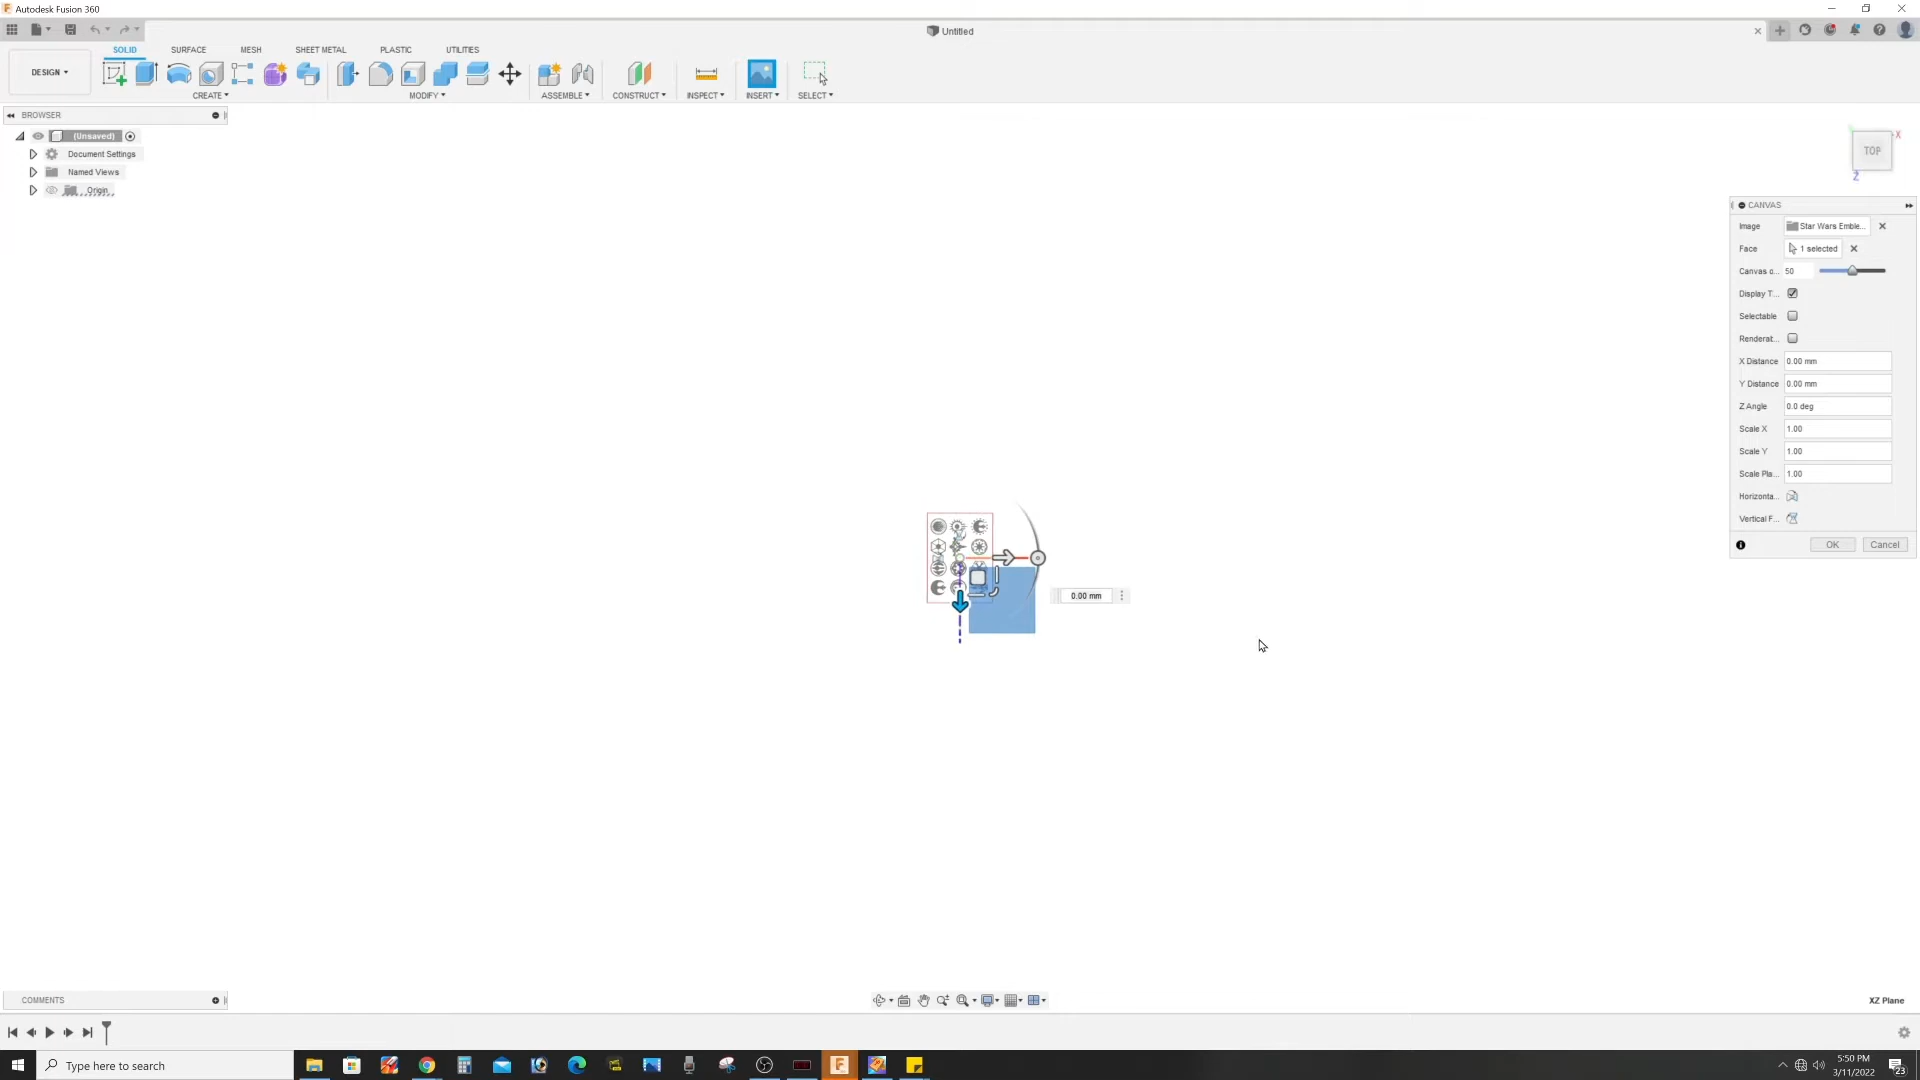 Autodesk Fusion 360
Untitled
SOLID SURFACE MESH SHEET METAL PLASTIC UTILITIES
DESIGN
CREATE MODIFY ASSEMBLE CONSTRUCT INSPECT INSERT SELECT
BROWSER
(Unsaved)
Document Settings
Named Views
Origin
X
TOP
Z
CANVAS
Image Star Wars Emble...
Face 1 selected
Canvas o... 50
Display T...
Selectable
Renderat...
X Distance 0.00 mm
Y Distance 0.00 mm
Z Angle 0.0 deg
Scale X 1.00
Scale Y 1.00
Scale Pla... 1.00
Horizonta...
Vertical F...
OK Cancel
0.00 mm
COMMENTS
XZ Plane
Type here to search
5:50 PM
3/11/2022
23